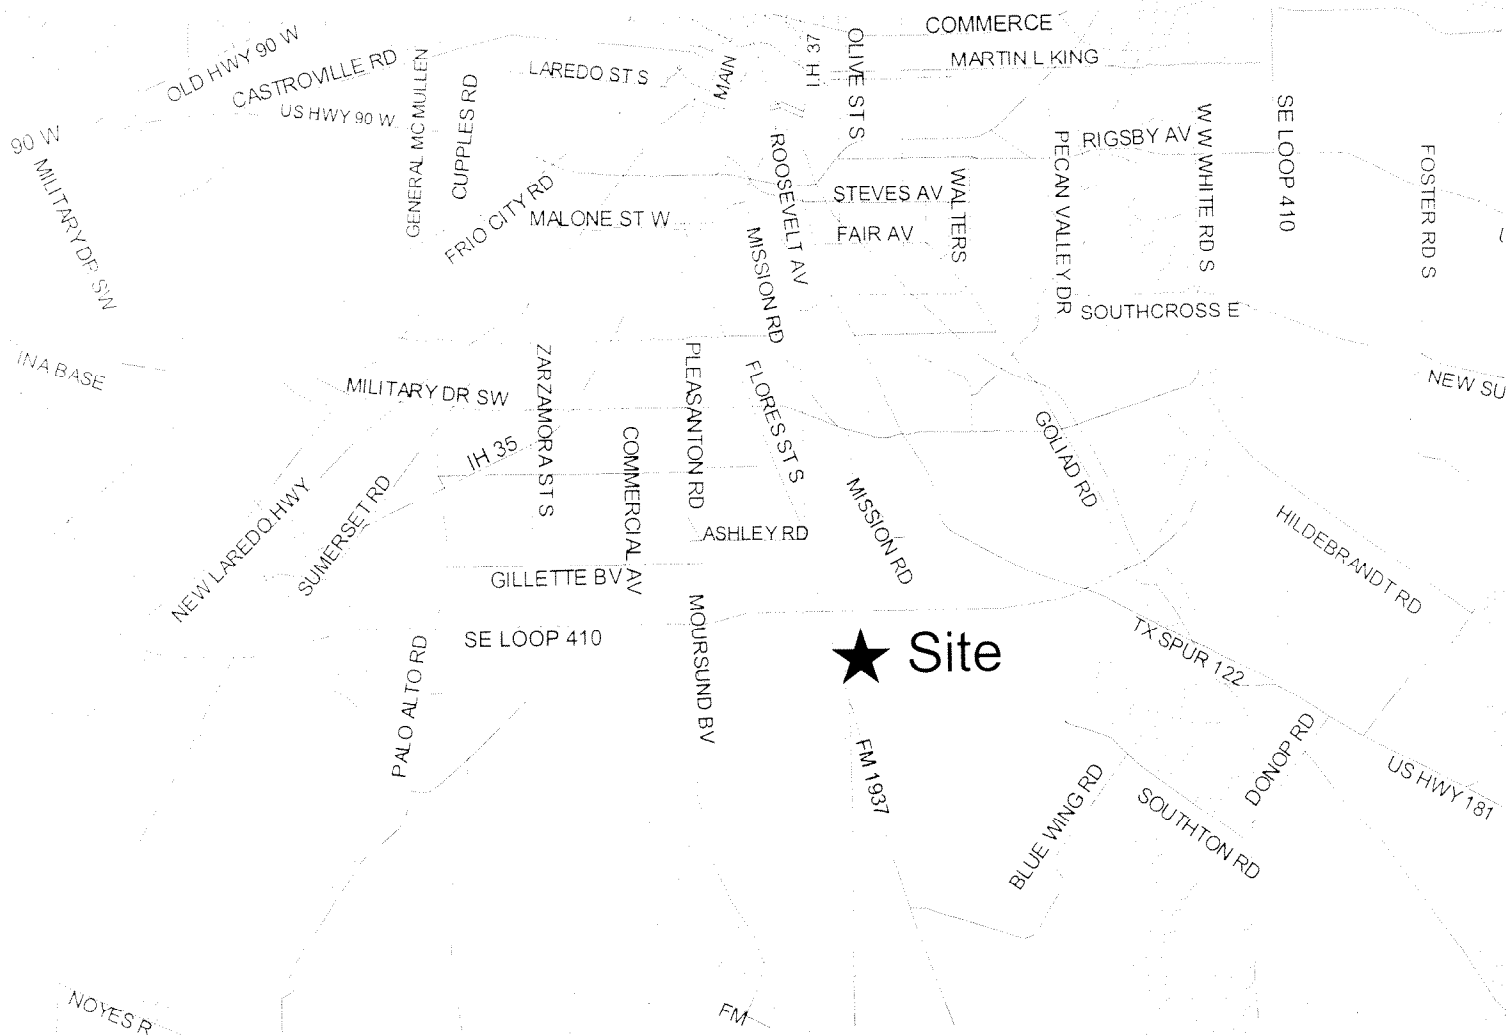 COMMERCE
OLD HWY 90 W
CASTROVILLE RD
GENERAL MC MULLEN
CUPPLES RD
LAREDO ST S
MAIN
IH 37
OLIVE ST S
MARTIN L KING
US HWY 90 W
90 W
MILITARY DR SW
FRIO CITY RD
MALONE ST W
ROOSEVELT AV
MISSION RD
STEVES AV
FAIR AV
WALTERS
PECAN VALLEY DR
RIGSBY AV
W W WHITE RD S
SE LOOP 410
FOSTER RD S
SOUTHCROSS E
INA BASE
MILITARY DR SW
ZARZAMORA ST S
PLEASANTON RD
FLORES ST S
NEW SU
GOLIAD RD
IH 35
COMMERCIAL AV
NEW LAREDO HWY
SUMERSET RD
ASHLEY RD
MISSION RD
HILDEBRANDT RD
GILLETTE BV
SE LOOP 410
MOURSUND BV
PALO ALTO RD
Site
TX SPUR 122
FM 1937
BLUE WING RD
SOUTHTON RD
DONOP RD
US HWY 181
NOYES R
FM